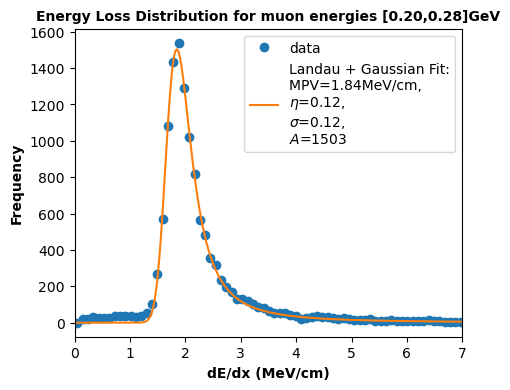 Energy Loss Distribution for muon energies [0.20,0.28]GeV
data
Landau + Gaussian Fit:
MPV=1.84MeV/cm,
η=0.12,
σ=0.12,
A=1503
Frequency
1600
1400
1200
1000
800
600
400
200
0
0 1 2 3 4 5 6 7
dE/dx (MeV/cm)